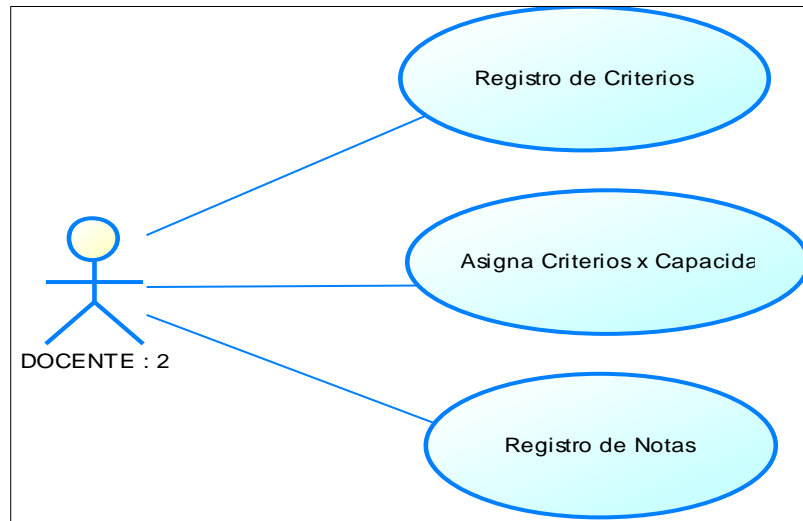 Registro de Criterios
Asigna Criterios x Capacida
DOCENTE : 2
Registro de Notas